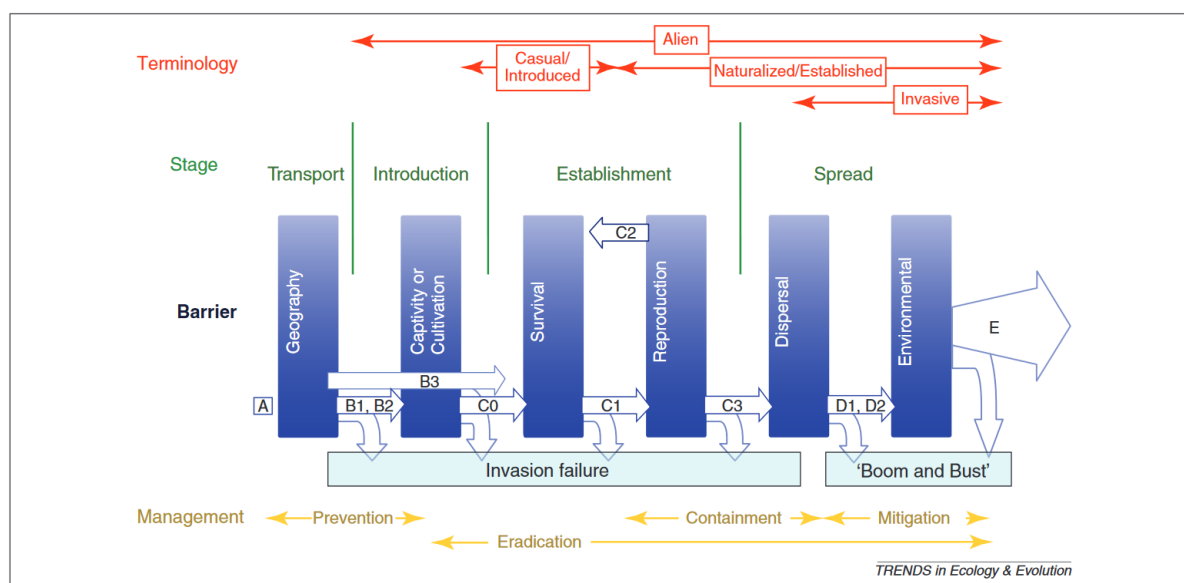 Terminology
Alien
Casual/
Introduced
Naturalized/Established
Invasive
Stage
Transport
Introduction
Establishment
Spread
Barrier
Geography
Captivity or
Cultivation
Survival
Reproduction
Dispersal
Environmental
C2
E
B3
A
B1, B2
C0
C1
C3
D1, D2
Invasion failure
'Boom and Bust'
Management
Prevention
Containment
Mitigation
Eradication
TRENDS in Ecology & Evolution